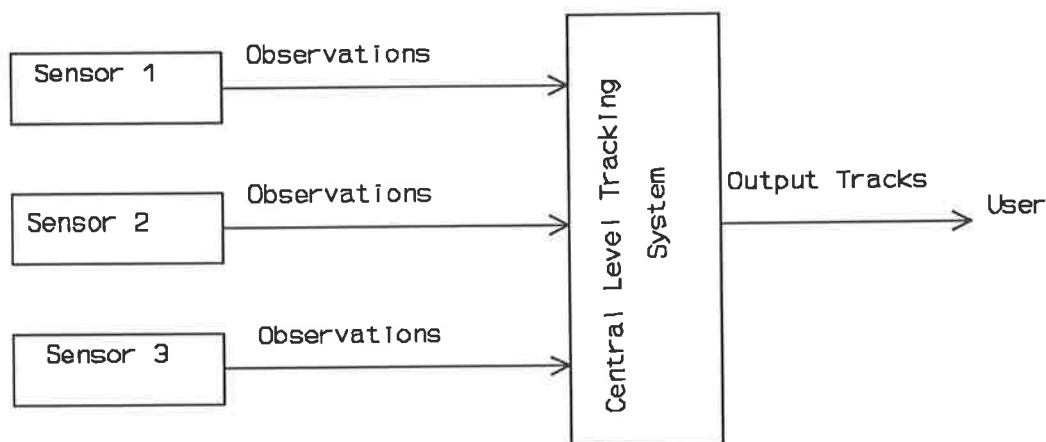 Sensor 1
Observations
Sensor 2
Observations
Sensor 3
Observations
Central Level Tracking
System
Output Tracks
User